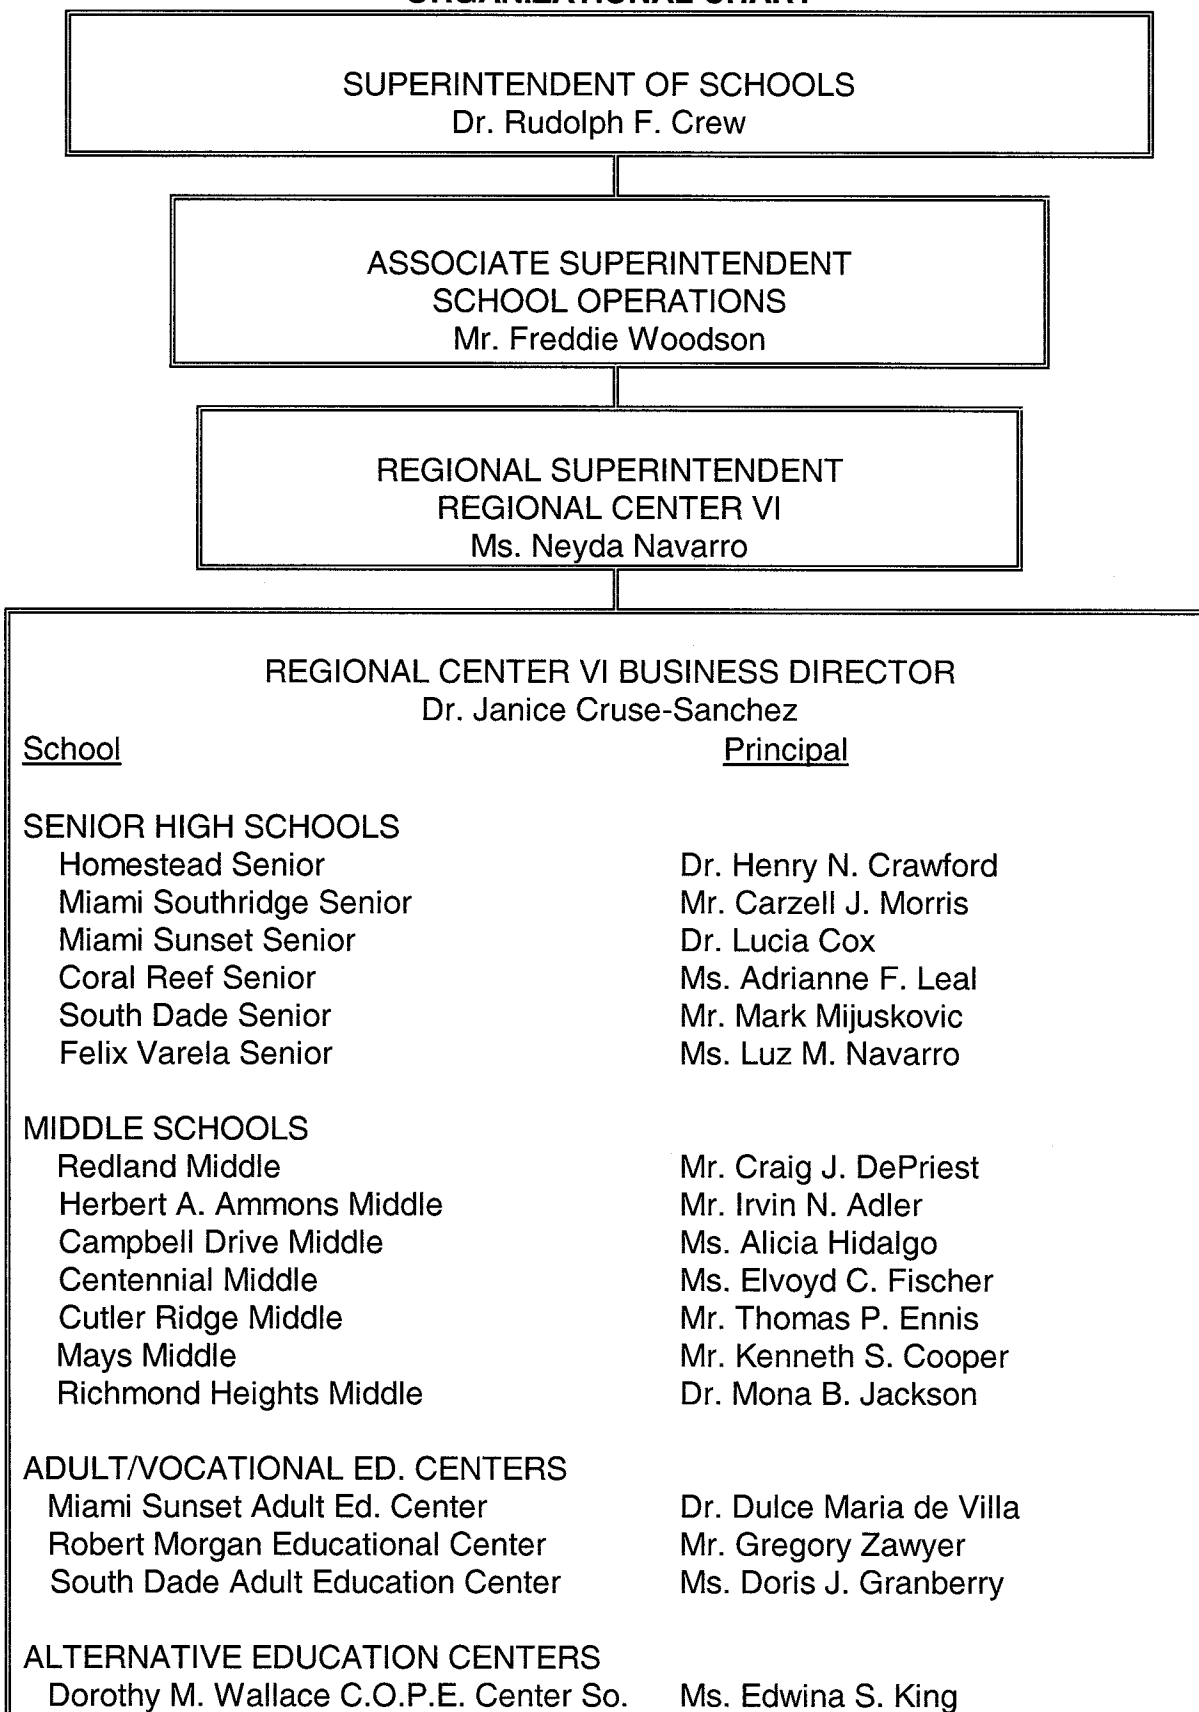 ORGANIZATIONAL CHART
SUPERINTENDENT OF SCHOOLS
Dr. Rudolph F. Crew
ASSOCIATE SUPERINTENDENT
SCHOOL OPERATIONS
Mr. Freddie Woodson
REGIONAL SUPERINTENDENT
REGIONAL CENTER VI
Ms. Neyda Navarro
REGIONAL CENTER VI BUSINESS DIRECTOR
Dr. Janice Cruse-Sanchez
School Principal
SENIOR HIGH SCHOOLS
Homestead Senior Dr. Henry N. Crawford
Miami Southridge Senior Mr. Carzell J. Morris
Miami Sunset Senior Dr. Lucia Cox
Coral Reef Senior Ms. Adrianne F. Leal
South Dade Senior Mr. Mark Mijuskovic
Felix Varela Senior Ms. Luz M. Navarro
MIDDLE SCHOOLS
Redland Middle Mr. Craig J. DePriest
Herbert A. Ammons Middle Mr. Irvin N. Adler
Campbell Drive Middle Ms. Alicia Hidalgo
Centennial Middle Ms. Elvoyd C. Fischer
Cutler Ridge Middle Mr. Thomas P. Ennis
Mays Middle Mr. Kenneth S. Cooper
Richmond Heights Middle Dr. Mona B. Jackson
ADULT/VOCATIONAL ED. CENTERS
Miami Sunset Adult Ed. Center Dr. Dulce Maria de Villa
Robert Morgan Educational Center Mr. Gregory Zawyer
South Dade Adult Education Center Ms. Doris J. Granberry
ALTERNATIVE EDUCATION CENTERS
Dorothy M. Wallace C.O.P.E. Center So. Ms. Edwina S. King